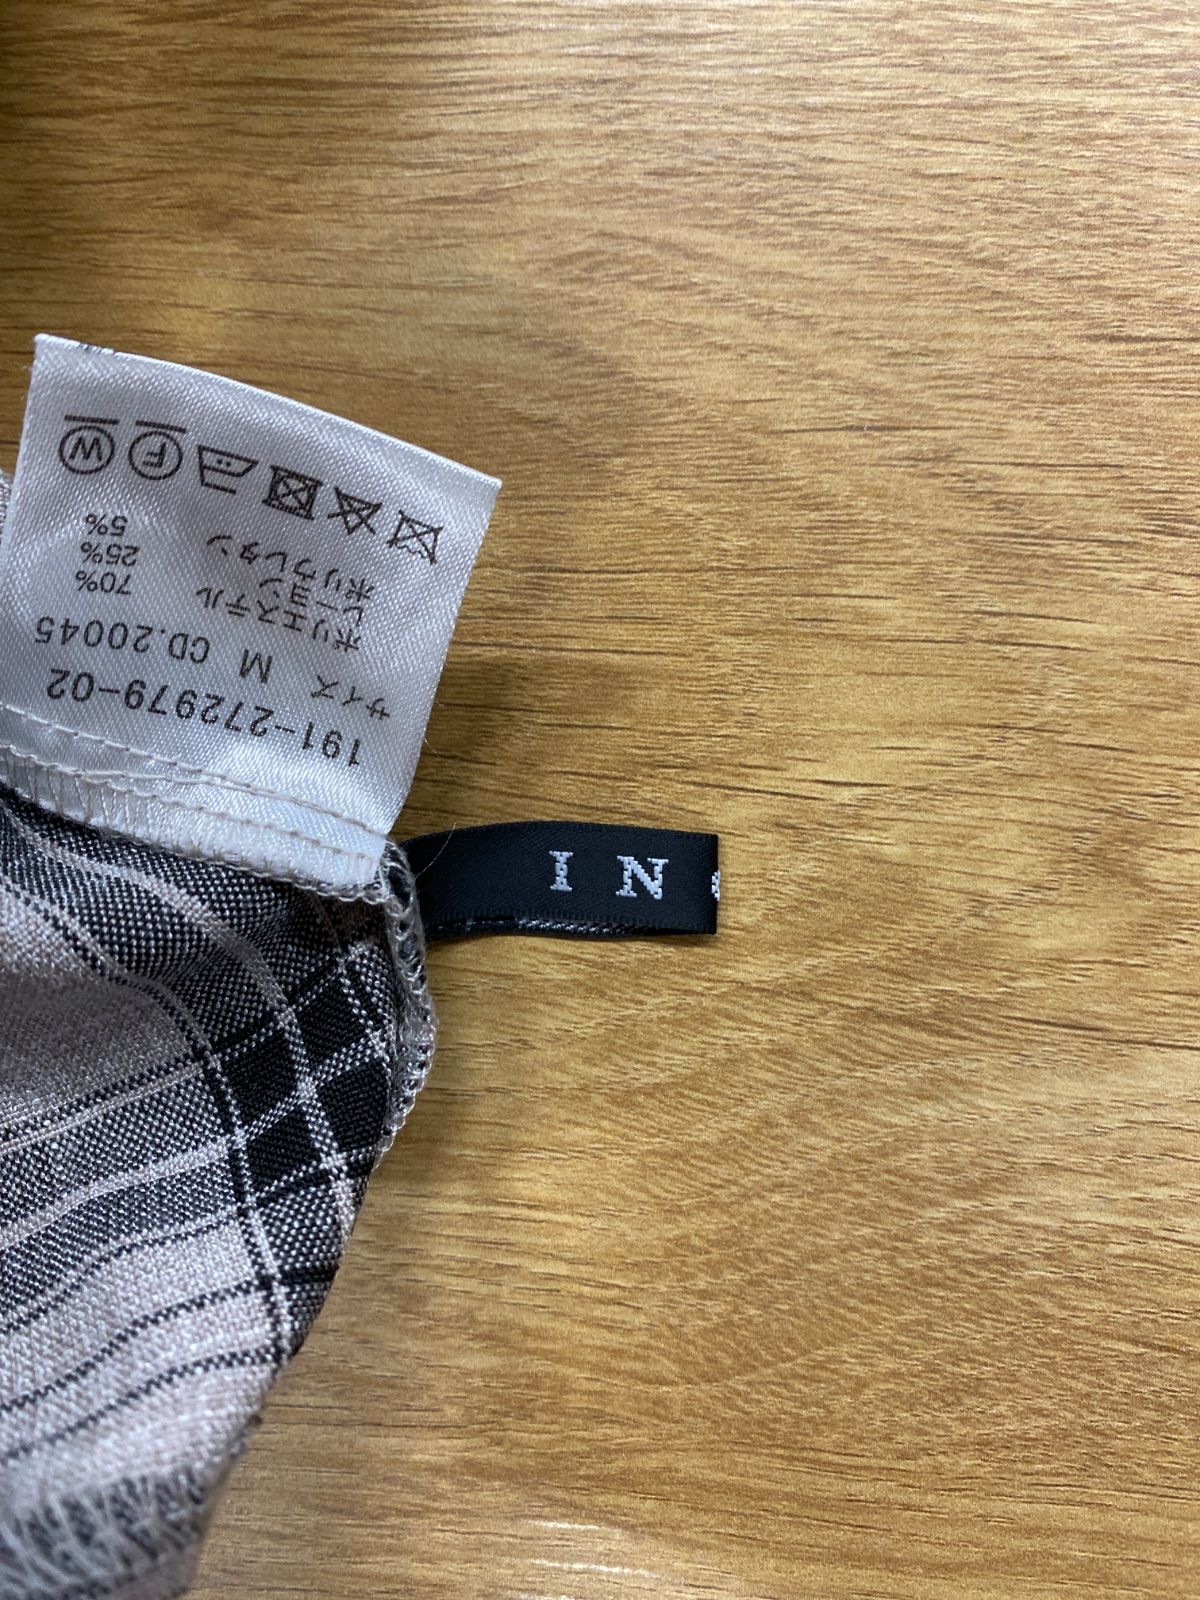 191-272979-02
サイズ M CD.20045
ポリエステル 70%
レーヨン 25%
ポリウレタン 5%
F W
I N